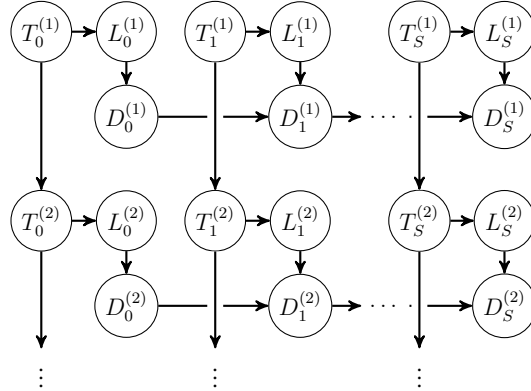 T_0^{(1)} L_0^{(1)} T_1^{(1)} L_1^{(1)} T_S^{(1)} L_S^{(1)}
D_0^{(1)} D_1^{(1)} · · · · D_S^{(1)}
T_0^{(2)} L_0^{(2)} T_1^{(2)} L_1^{(2)} T_S^{(2)} L_S^{(2)}
D_0^{(2)} D_1^{(2)} · · · · D_S^{(2)}
⋮ ⋮ ⋮